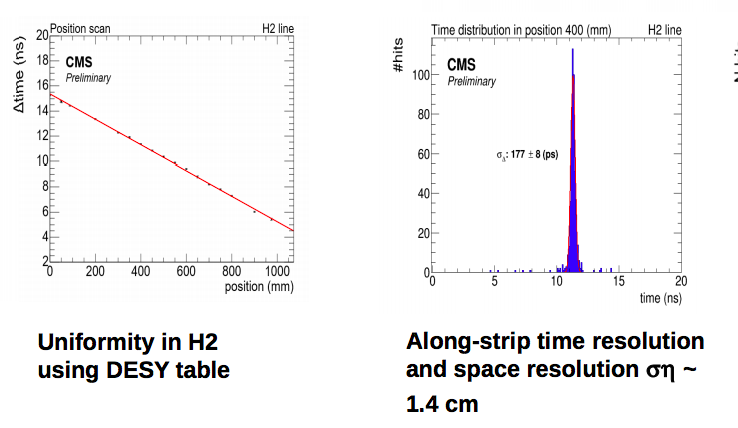 Position scan H2 line
CMS
Preliminary
Δtime (ns)
20
18
16
14
12
10
8
6
4
2
0 200 400 600 800 1000
position (mm)
Uniformity in H2
using DESY table
Time distribution in position 400 (mm) H2 line
CMS
Preliminary
#hits
100
80
σΔ: 177 ± 8 (ps)
60
40
20
0
0 5 10 15 20
time (ns)
Along-strip time resolution
and space resolution ση ~
1.4 cm